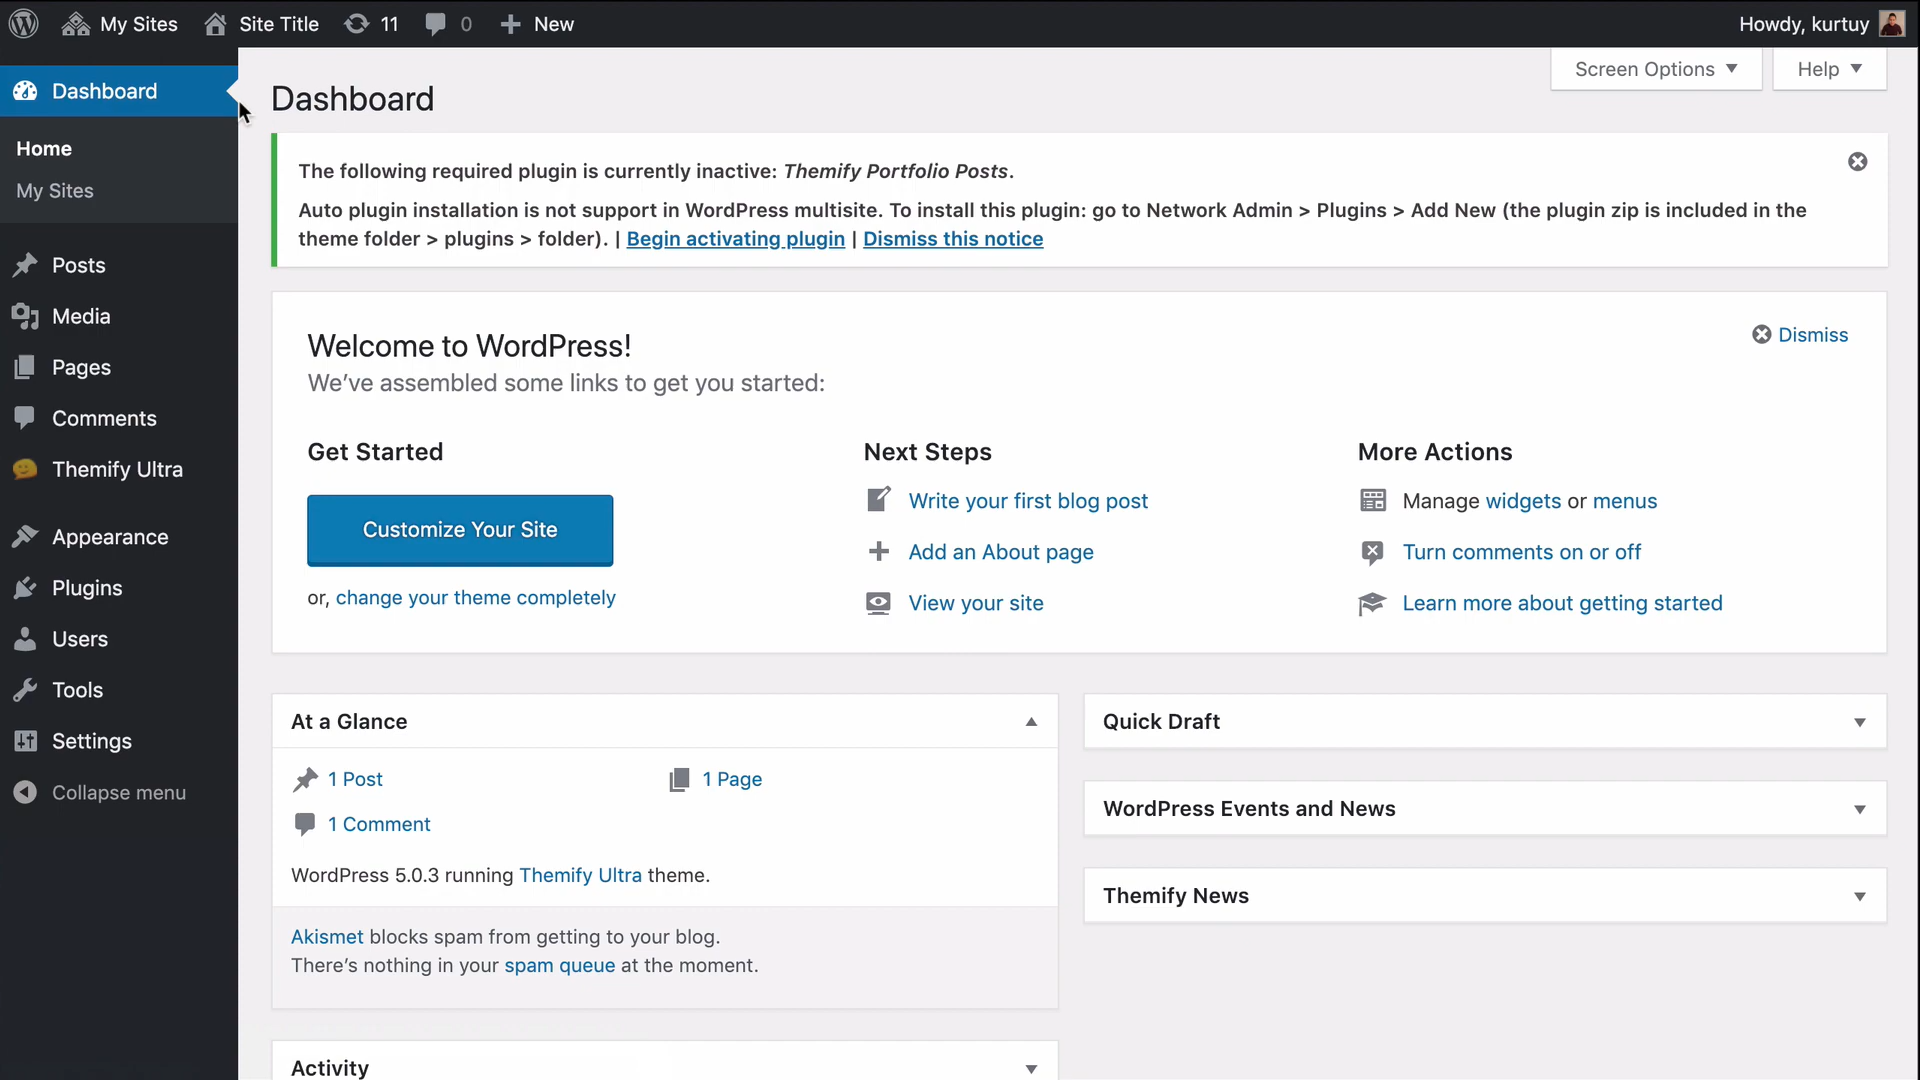 My Sites
Site Title
11
0
New
Howdy, kurtuy
Dashboard
Home
My Sites
Posts
Media
Pages
Comments
Themify Ultra
Appearance
Plugins
Users
Tools
Settings
Collapse menu
Screen Options
Help
Dashboard
The following required plugin is currently inactive: Themify Portfolio Posts.
Auto plugin installation is not support in WordPress multisite. To install this plugin: go to Network Admin > Plugins > Add New (the plugin zip is included in the
theme folder > plugins > folder). | Begin activating plugin | Dismiss this notice
Welcome to WordPress!
Dismiss
We've assembled some links to get you started:
Get Started
Customize Your Site
or, change your theme completely
Next Steps
Write your first blog post
Add an About page
View your site
More Actions
Manage widgets or menus
Turn comments on or off
Learn more about getting started
At a Glance
1 Post
1 Page
1 Comment
WordPress 5.0.3 running Themify Ultra theme.
Akismet blocks spam from getting to your blog.
There's nothing in your spam queue at the moment.
Activity
Quick Draft
WordPress Events and News
Themify News